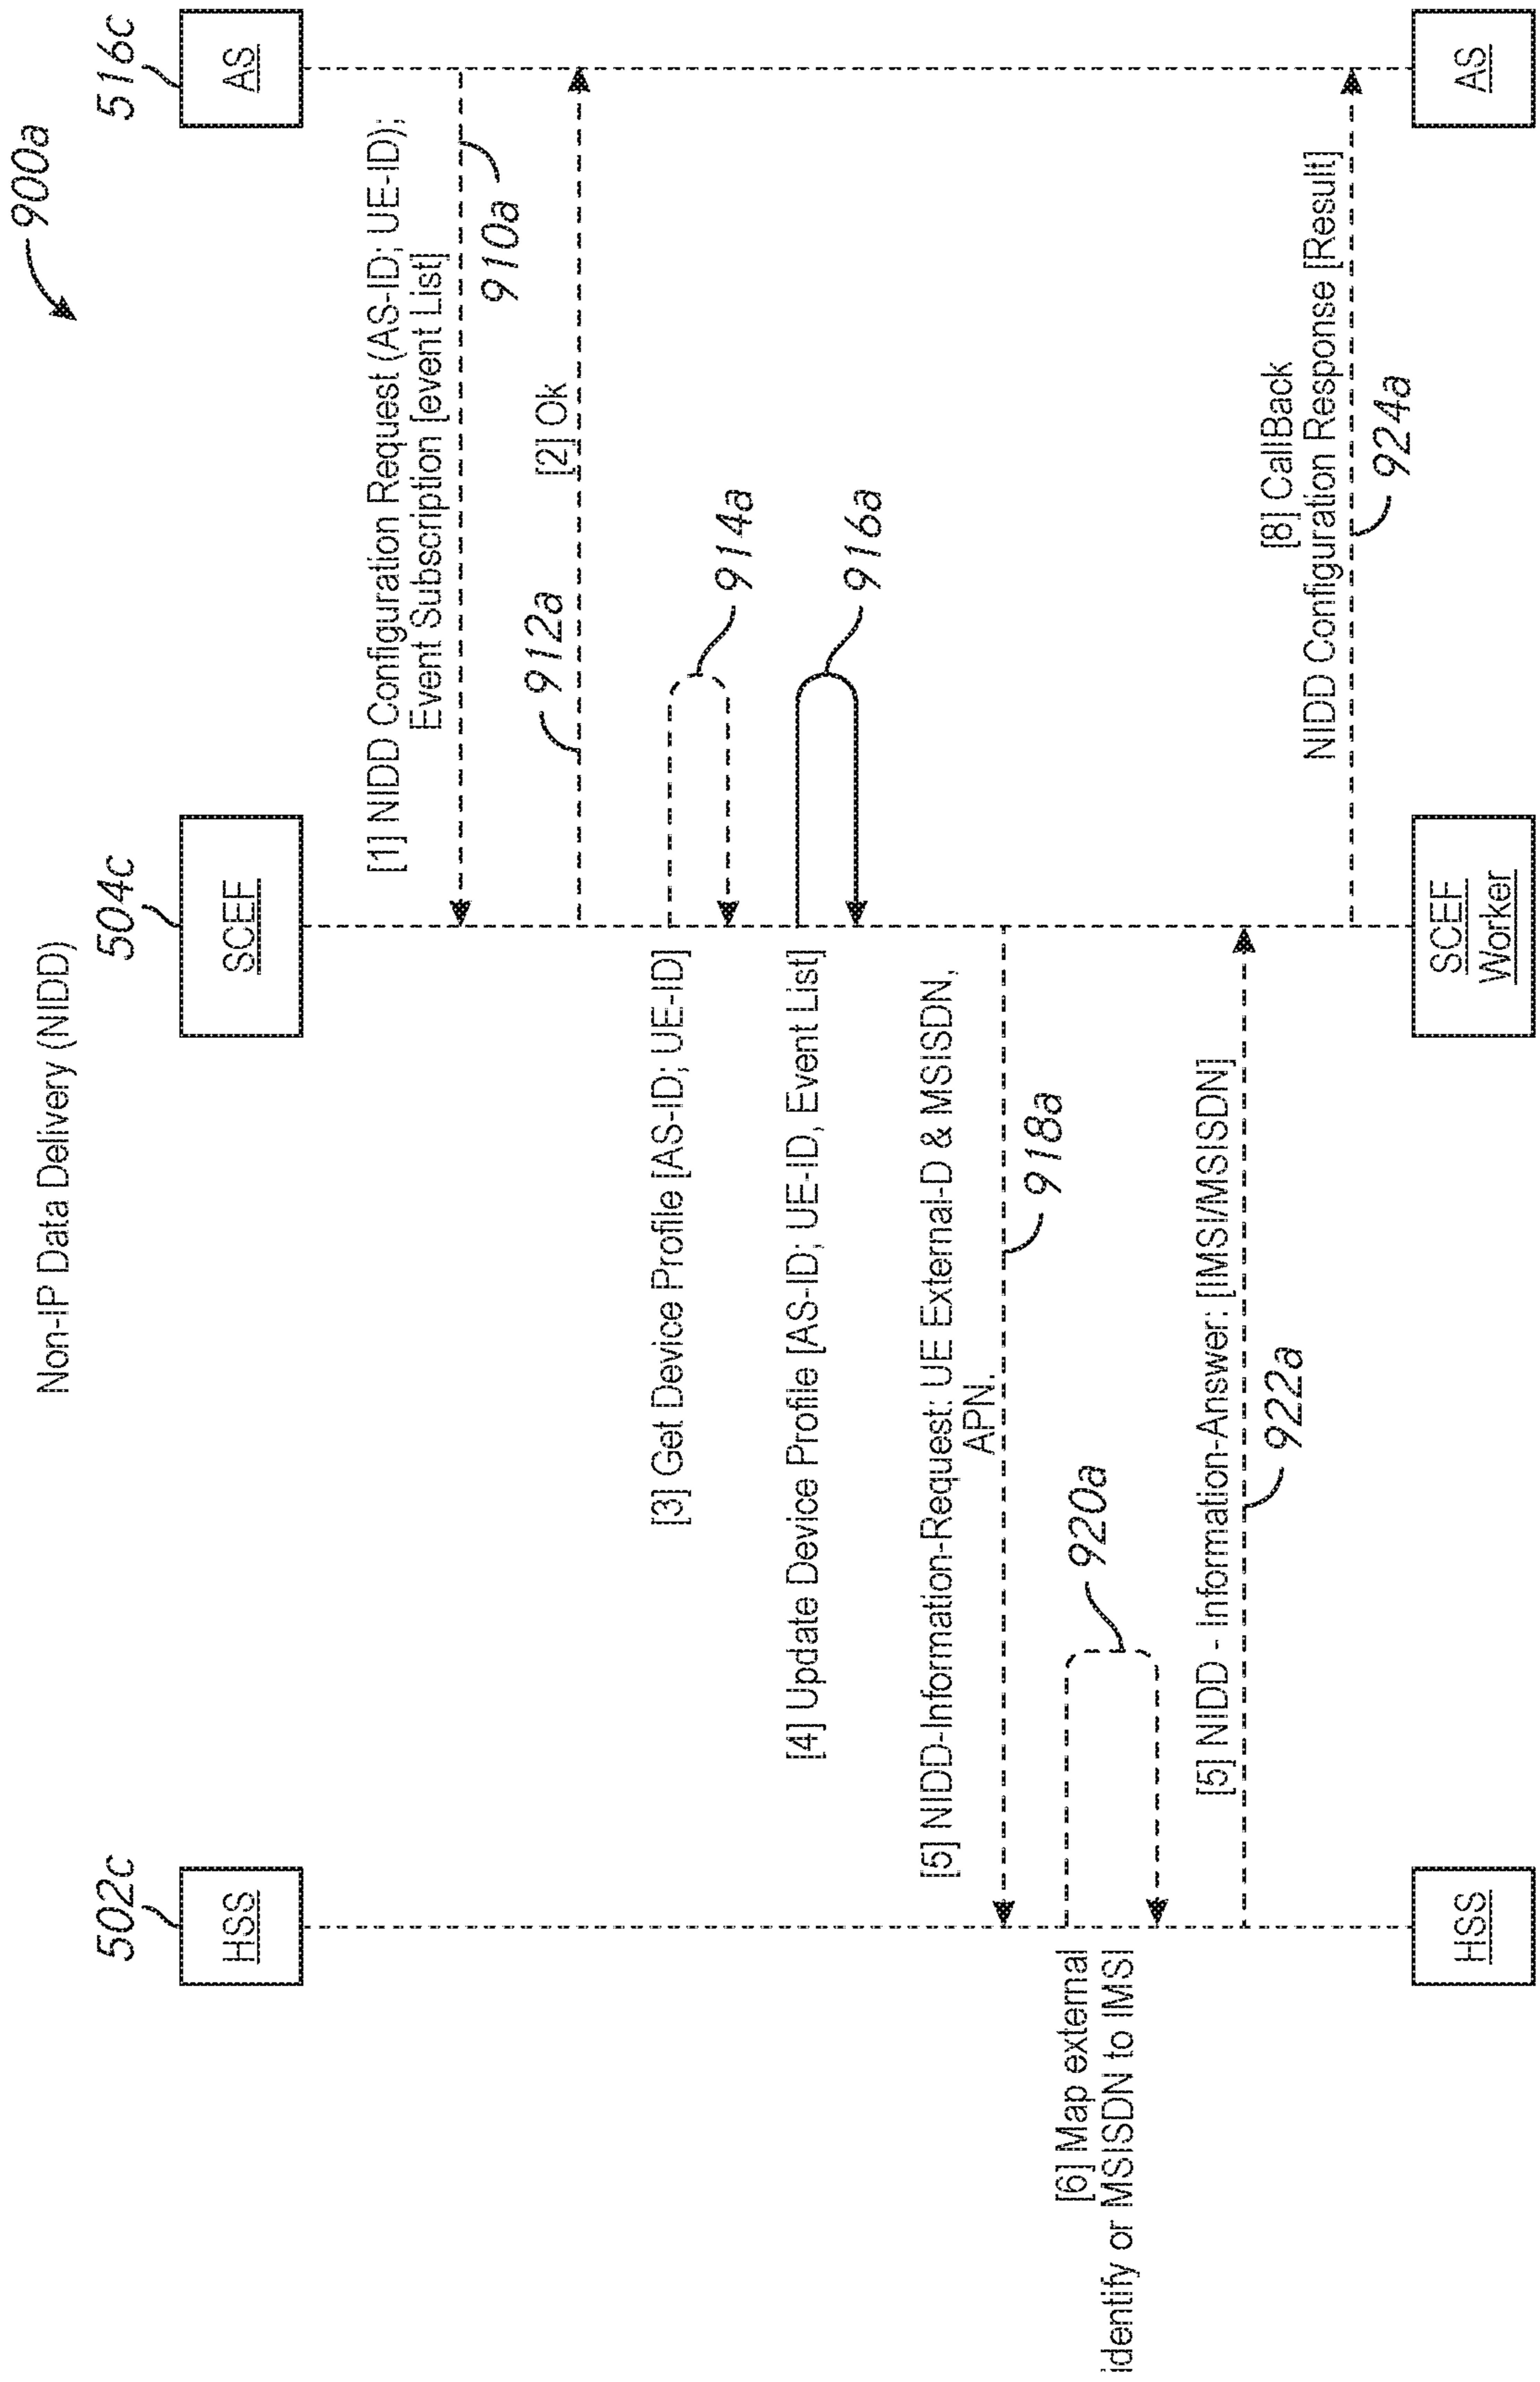 Non-IP Data Delivery (NIDD)
900a
502c
504c
516c
HSS
SCEF
AS
[1] NIDD Configuration Request (AS-ID; UE-ID);
Event Subscription [event List]
910a
912a
[2] Ok
[3] Get Device Profile [AS-ID; UE-ID]
914a
[4] Update Device Profile [AS-ID; UE-ID, Event List]
916a
[5] NIDD-Information-Request: UE External-D & MSISDN,
APN.
918a
[6] Map external
identify or MSISDN to IMSI
920a
[5] NIDD - Information-Answer: [IMSI/MSISDN]
922a
[8] CallBack
NIDD Configuration Response [Result]
924a
HSS
SCEF
Worker
AS